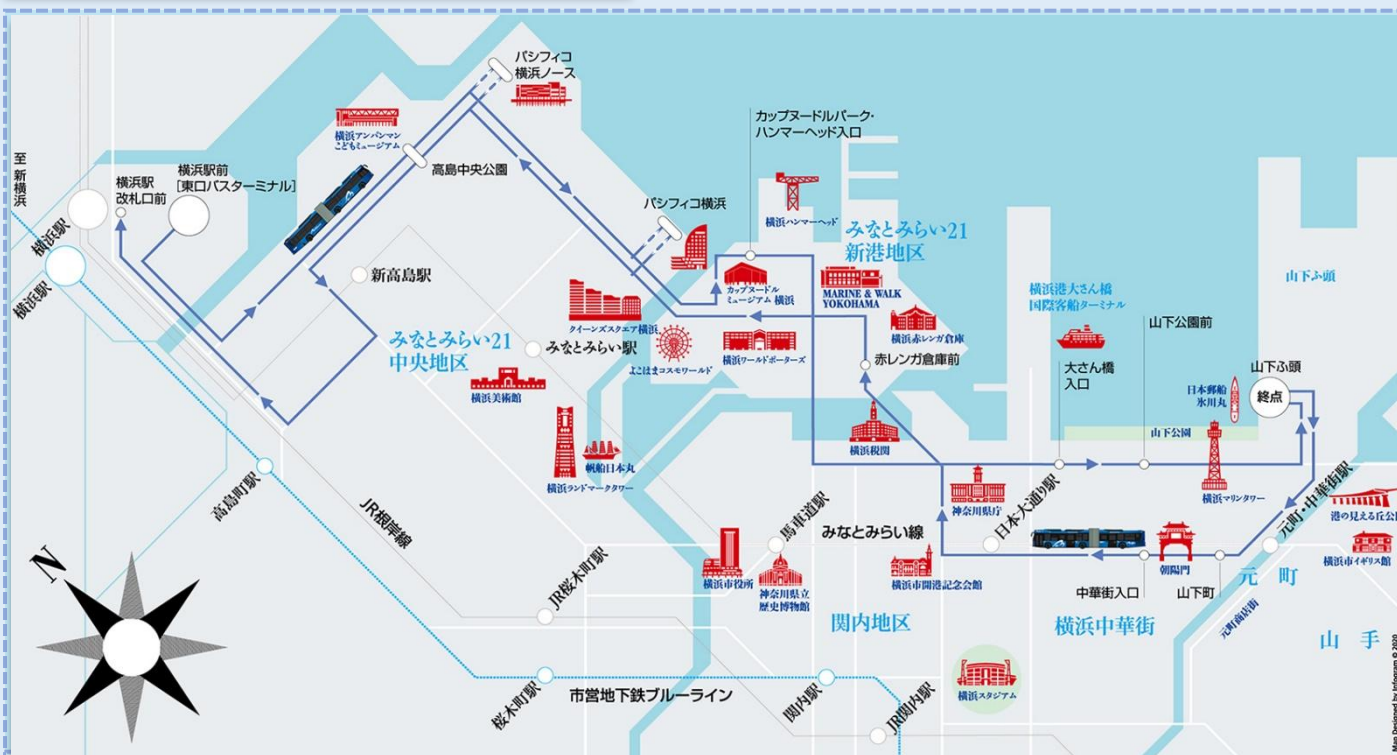 パシフィコ
横浜ノース
横浜アンパンマン
こどもミュージアム
高島中央公園
カップヌードルパーク・
ハンマーヘッド入口
至 新横浜
横浜駅
改札口前
横浜駅前
[東口バスターミナル]
横浜駅
横浜駅
新高島駅
パシフィコ横浜
横浜ハンマーヘッド
みなとみらい21
新港地区
カップヌードル
ミュージアム 横浜
MARINE & WALK
YOKOHAMA
クイーンズスクエア横浜
みなとみらい21
中央地区
みなとみらい駅
よこはまコスモワールド
横浜ワールドポーターズ
横浜赤レンガ倉庫
赤レンガ倉庫前
横浜港大さん橋
国際客船ターミナル
大さん橋
入口
山下公園前
山下ふ頭
山下ふ頭
終点
日本郵船
氷川丸
山下公園
横浜マリンタワー
横浜美術館
帆船日本丸
横浜ランドマークタワー
横浜税関
神奈川県庁
日本大通り駅
元町・中華街駅
港の見える丘公園
横浜市イギリス館
高島町駅
JR根岸線
馬車道駅
みなとみらい線
横浜市役所
神奈川県立
歴史博物館
横浜市開港記念会館
朝陽門
中華街入口
山下町
元町
元町商店街
山手
関内地区
横浜中華街
JR桜木町駅
N
桜木町駅
市営地下鉄ブルーライン
関内駅
JR関内駅
横浜スタジアム
Map Designed by Infogram © 2020